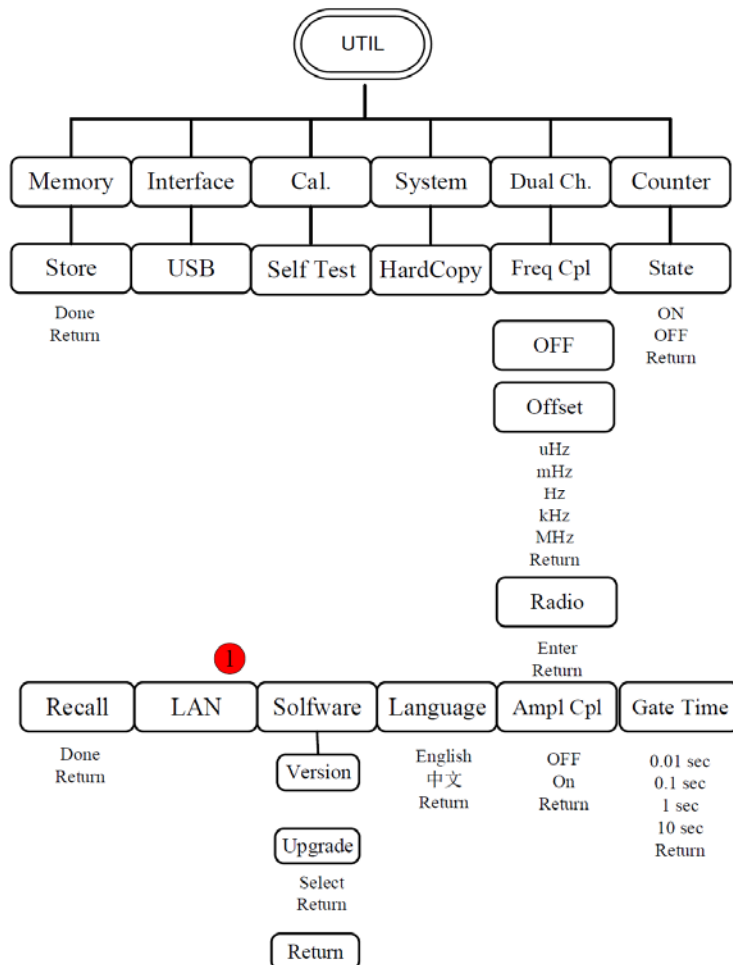 UTIL
Memory Interface Cal. System Dual Ch. Counter
Store USB Self Test HardCopy Freq Cpl State
Done
Return
ON
OFF
Return
OFF
Offset
uHz
mHz
Hz
kHz
MHz
Return
Radio
Enter
Return
1
Recall LAN Solfware Language Ampl Cpl Gate Time
Done
Return
Version
Upgrade
Select
Return
Return
English
中文
Return
OFF
On
Return
0.01 sec
0.1 sec
1 sec
10 sec
Return